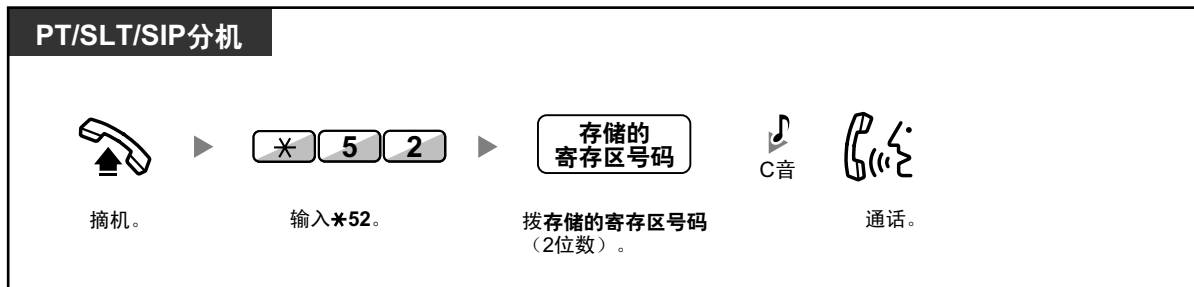 PT/SLT/SIP分机
* 5 2
存储的
寄存区号码
C音
摘机。
输入*52。
拨存储的寄存区号码
（2位数）。
通话。